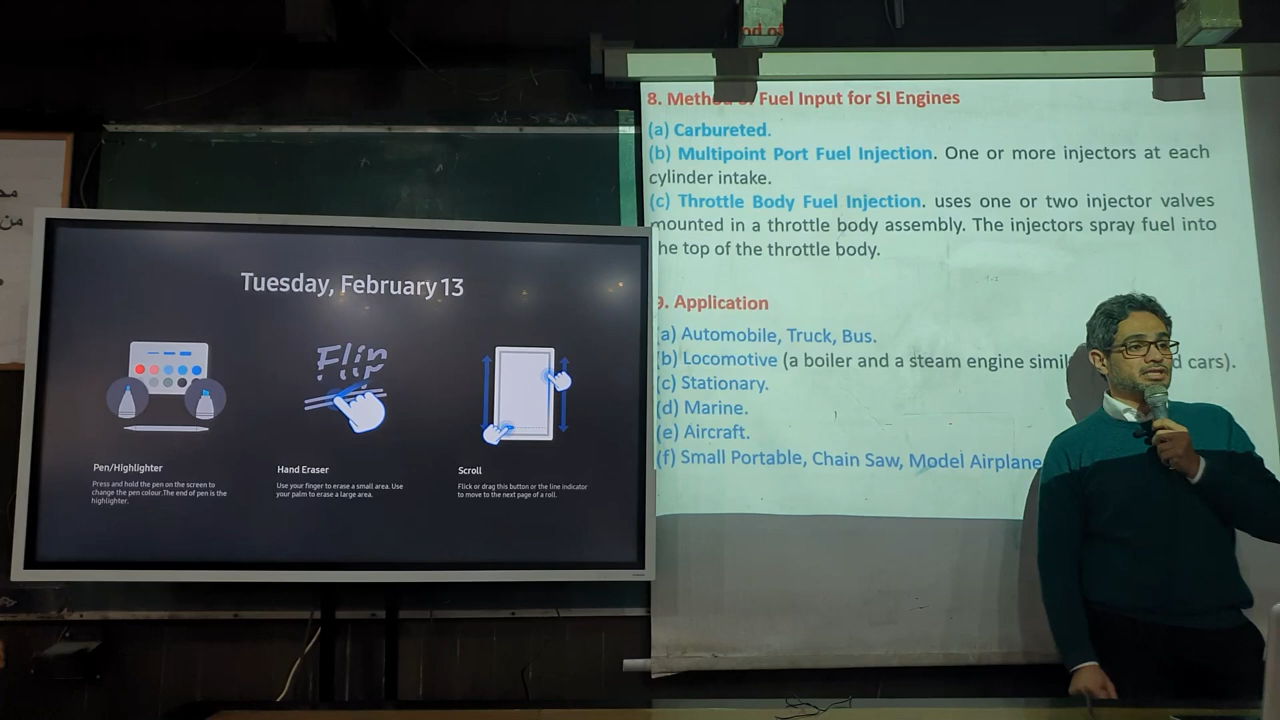 nd of
8. Method of Fuel Input for SI Engines
(a) Carbureted.
(b) Multipoint Port Fuel Injection. One or more injectors at each
cylinder intake.
(c) Throttle Body Fuel Injection. uses one or two injector valves
mounted in a throttle body assembly. The injectors spray fuel into
he top of the throttle body.
9. Application
(a) Automobile, Truck, Bus.
(b) Locomotive (a boiler and a steam engine simil d cars).
(c) Stationary.
(d) Marine.
(e) Aircraft.
(f) Small Portable, Chain Saw, Model Airplane
Tuesday, February 13
Flip
Pen/Highlighter
Press and hold the pen on the screen to
change the pen colour.The end of pen is the
highlighter.
Hand Eraser
Use your finger to erase a small area. Use
your palm to erase a large area.
Scroll
Flick or drag this button or the line indicator
to move to the next page of a roll.
من